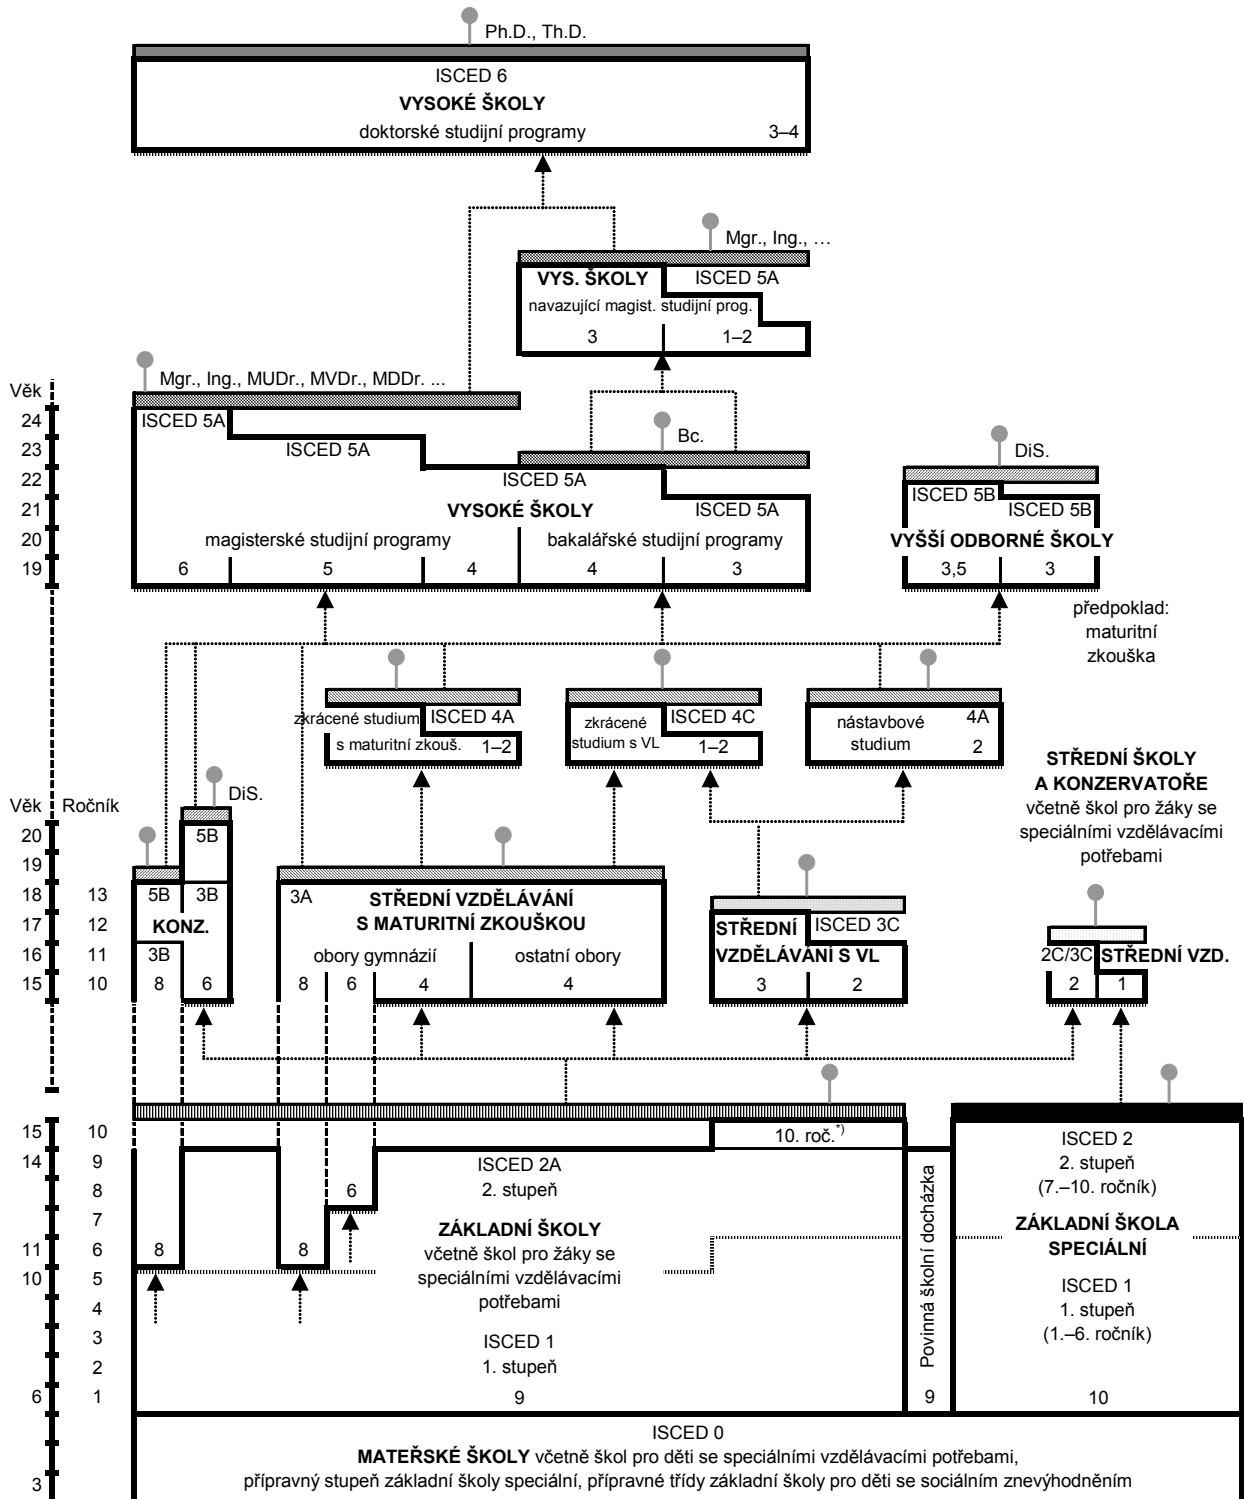 Ph.D., Th.D.
ISCED 6
VYSOKÉ ŠKOLY
doktorské studijní programy 3–4
Mgr., Ing., …
VYS. ŠKOLY ISCED 5A
navazující magist. studijní prog.
3 1–2
Mgr., Ing., MUDr., MVDr., MDDr. ...
Věk
24 ISCED 5A
23 ISCED 5A Bc. DiS.
22 ISCED 5A ISCED 5B
21 VYSOKÉ ŠKOLY ISCED 5A ISCED 5B
20 magisterské studijní programy bakalářské studijní programy VYŠŠÍ ODBORNÉ ŠKOLY
19 6 5 4 4 3 3,5 3
předpoklad:
maturitní
zkouška
zkrácené studium ISCED 4A
s maturitní zkouš. 1–2
zkrácené ISCED 4C
studium s VL 1–2
nástavbové 4A
studium 2
STŘEDNÍ ŠKOLY
A KONZERVATOŘE
včetně škol pro žáky se
speciálními vzdělávacími
potřebami
Věk Ročník DiS.
20 5B
19
18 13 5B 3B 3A STŘEDNÍ VZDĚLÁVÁNÍ
17 12 KONZ. S MATURITNÍ ZKOUŠKOU STŘEDNÍ ISCED 3C
16 11 3B obory gymnázií ostatní obory VZDĚLÁVÁNÍ S VL 2C/3C STŘEDNÍ VZD.
15 10 8 6 8 6 4 4 3 2 2 1
15 10 10. roč.*) ISCED 2
14 9 ISCED 2A 2. stupeň
8 6 2. stupeň (7.–10. ročník)
7 ZÁKLADNÍ ŠKOLY ZÁKLADNÍ ŠKOLA
11 6 8 8 včetně škol pro žáky se SPECIÁLNÍ
10 5 speciálními vzdělávacími
potřebami ISCED 1
4 1. stupeň
3 ISCED 1 (1.–6. ročník)
2 1. stupeň
Povinná školní docházka
6 1 9 9 10
ISCED 0
MATEŘSKÉ ŠKOLY včetně škol pro děti se speciálními vzdělávacími potřebami,
3 přípravný stupeň základní školy speciální, přípravné třídy základní školy pro děti se sociálním znevýhodněním